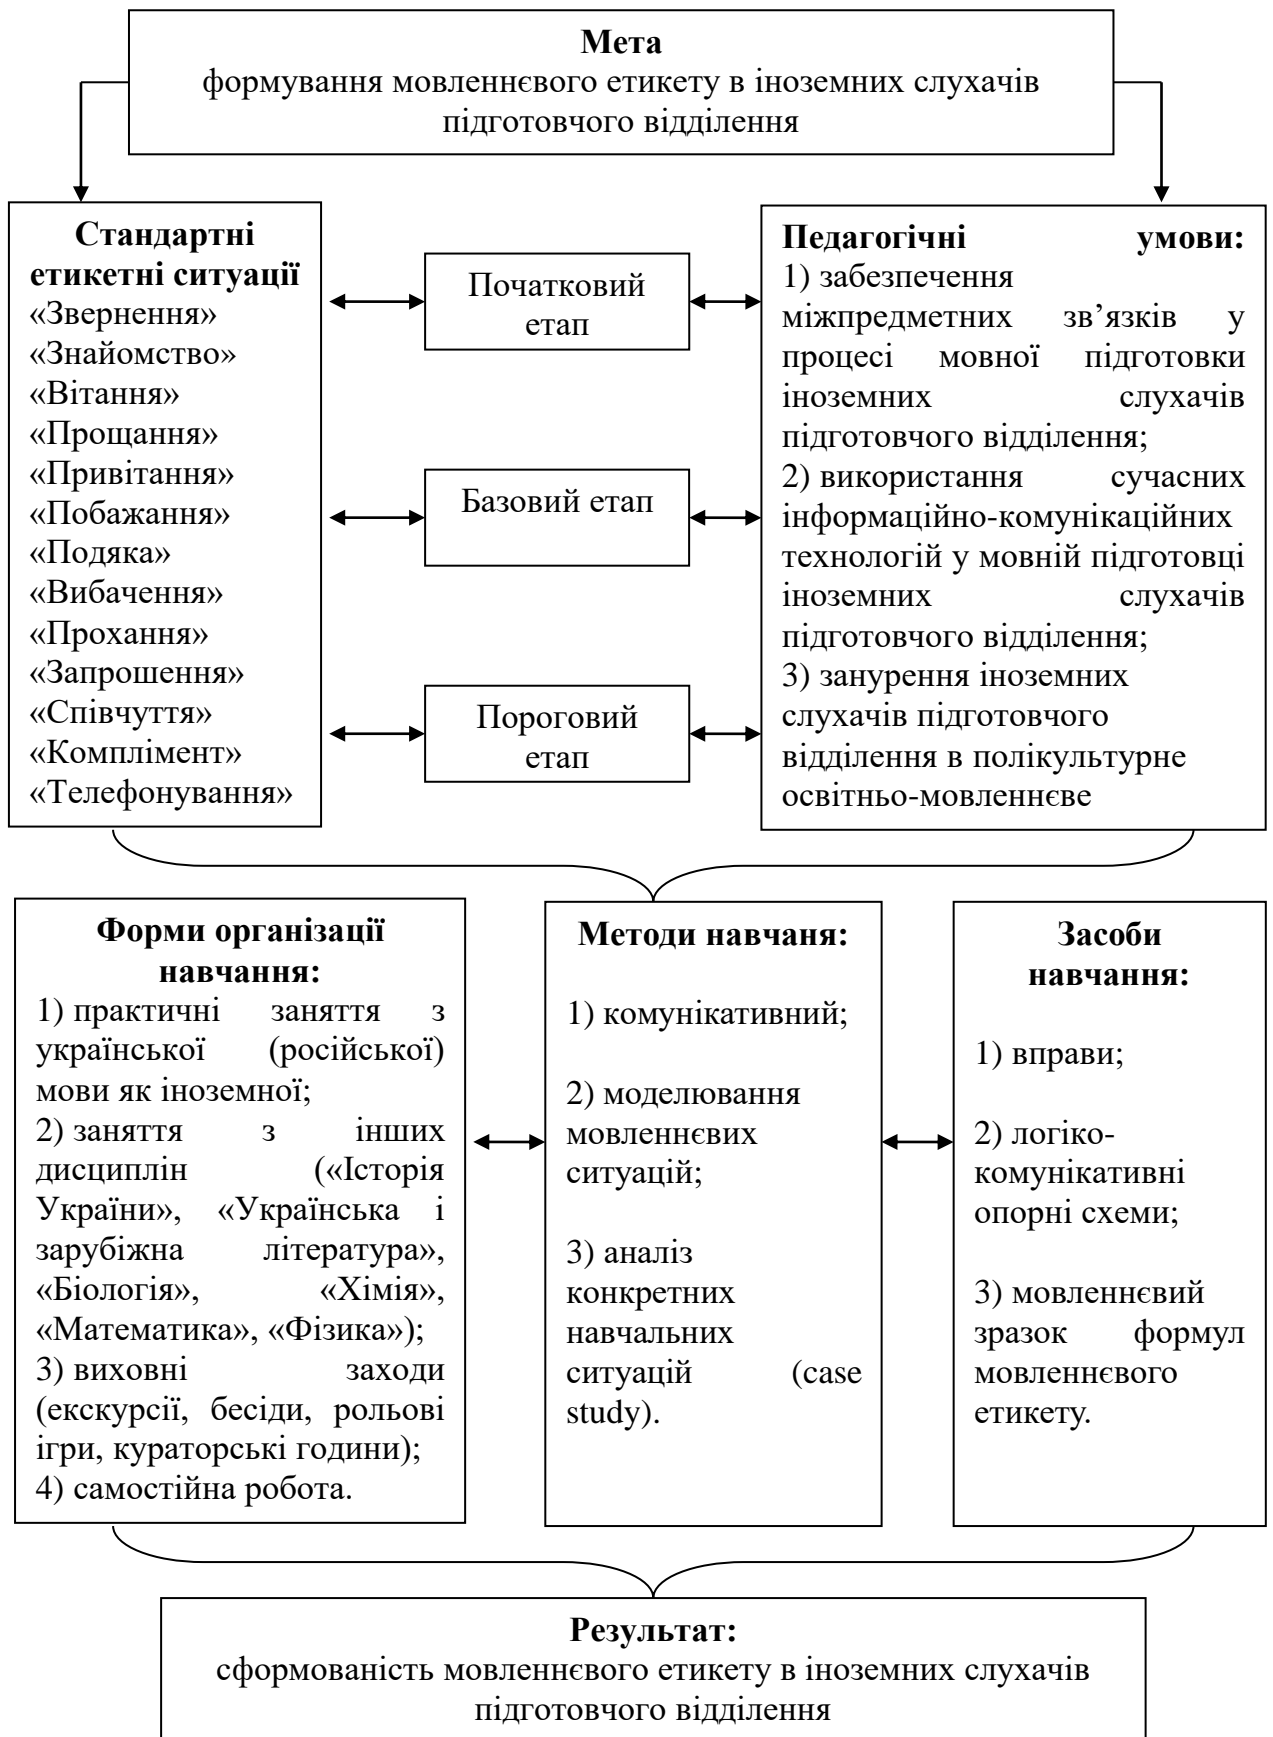 Мета
формування мовленнєвого етикету в іноземних слухачів
підготовчого відділення
Стандартні
етикетні ситуації
«Звернення»
«Знайомство»
«Вітання»
«Прощання»
«Привітання»
«Побажання»
«Подяка»
«Вибачення»
«Прохання»
«Запрошення»
«Співчуття»
«Комплімент»
«Телефонування»
Початковий
етап
Базовий етап
Пороговий
етап
Педагогічні умови:
1) забезпечення
міжпредметних зв’язків у
процесі мовної підготовки
іноземних слухачів
підготовчого відділення;
2) використання сучасних
інформаційно-комунікаційних
технологій у мовній підготовці
іноземних слухачів
підготовчого відділення;
3) занурення іноземних
слухачів підготовчого
відділення в полікультурне
освітньо-мовленнєве
Форми організації
навчання:
1) практичні заняття з
української (російської)
мови як іноземної;
2) заняття з інших
дисциплін («Історія
України», «Українська і
зарубіжна література»,
«Біологія», «Хімія»,
«Математика», «Фізика»);
3) виховні заходи
(екскурсії, бесіди, рольові
ігри, кураторські години);
4) самостійна робота.
Методи навчаня:
1) комунікативний;
2) моделювання
мовленнєвих
ситуацій;
3) аналіз
конкретних
навчальних
ситуацій (case
study).
Засоби
навчання:
1) вправи;
2) логіко-
комунікативні
опорні схеми;
3) мовленнєвий
зразок формул
мовленнєвого
етикету.
Результат:
сформованість мовленнєвого етикету в іноземних слухачів
підготовчого відділення